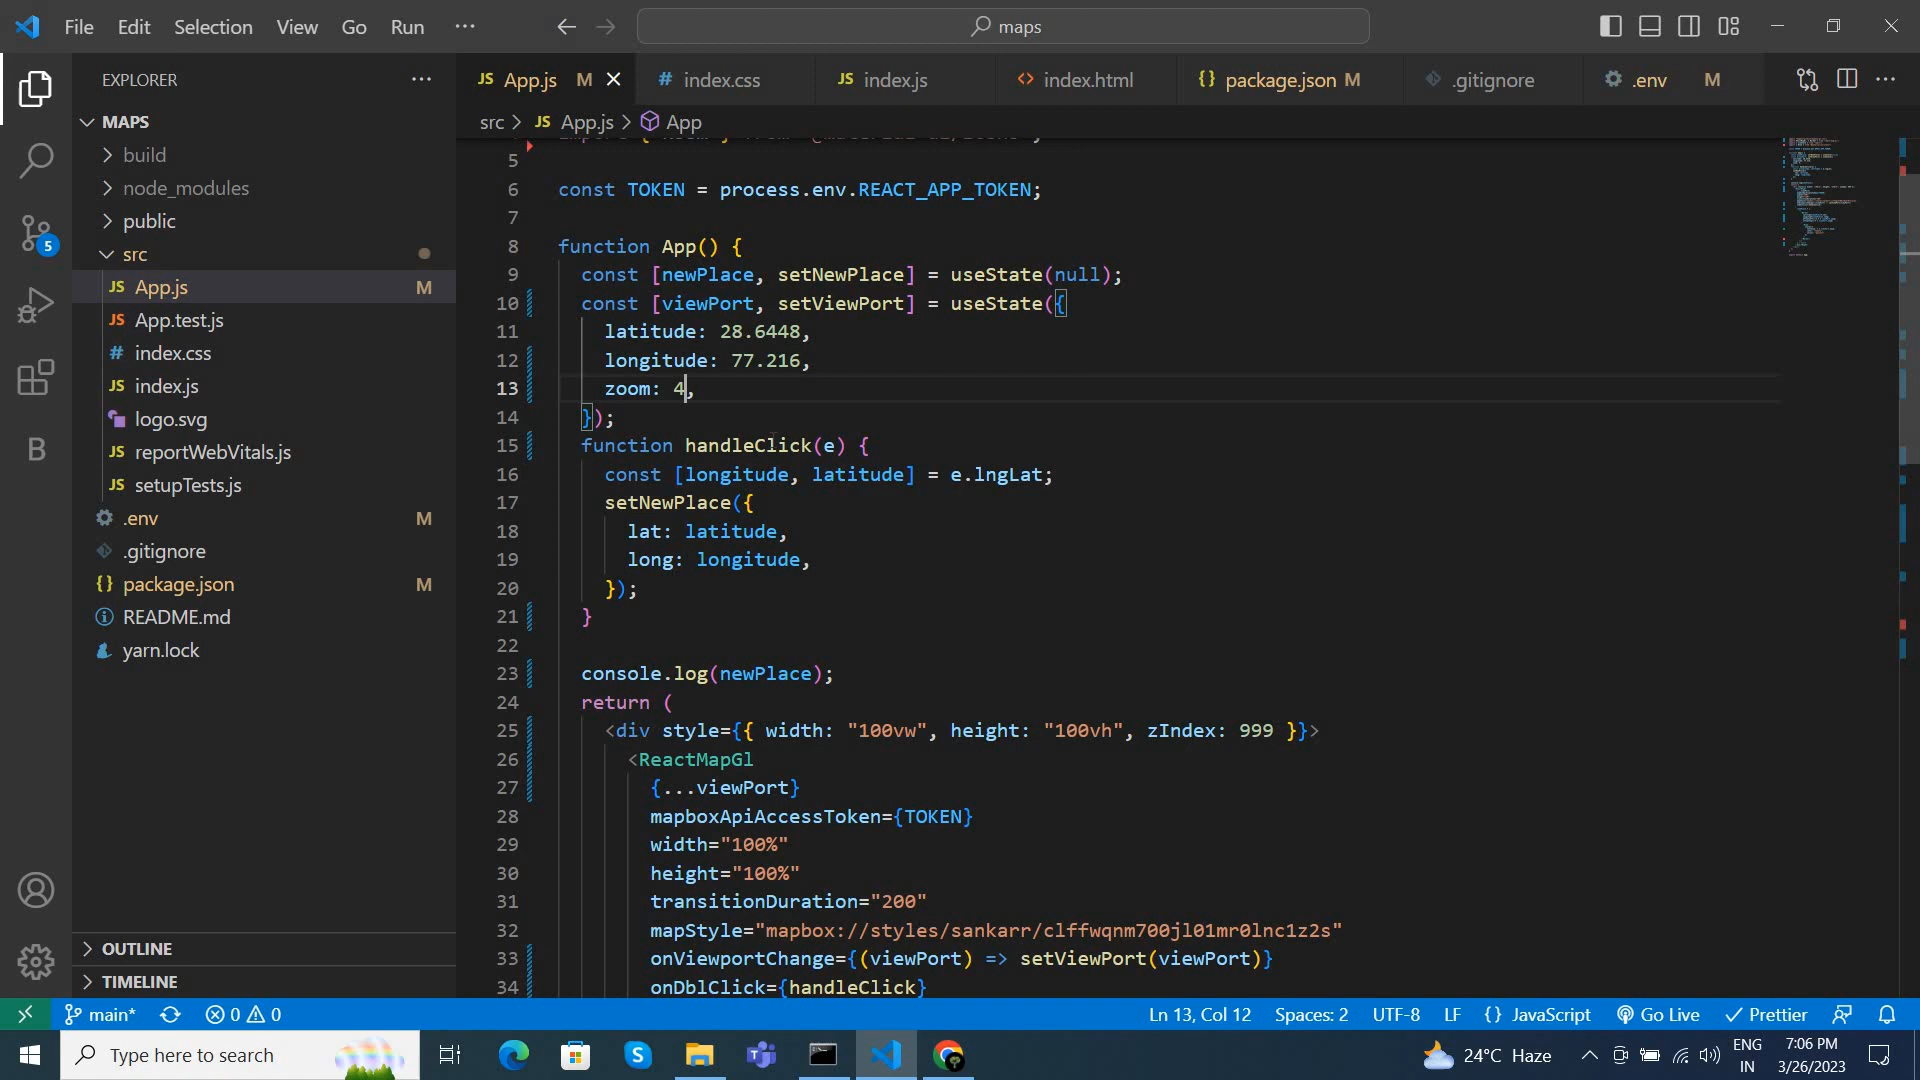 File Edit Selection View Go Run ···
maps
EXPLORER
MAPS
build
node_modules
public
src
JS App.js M
JS App.test.js
# index.css
JS index.js
logo.svg
JS reportWebVitals.js
JS setupTests.js
.env M
.gitignore
{} package.json M
README.md
yarn.lock
OUTLINE
TIMELINE
5
B
JS App.js M
# index.css
JS index.js
<> index.html
{} package.json M
.gitignore
.env M
src > JS App.js > App
5
6 const TOKEN = process.env.REACT_APP_TOKEN;
7
8 function App() {
9 const [newPlace, setNewPlace] = useState(null);
10 const [viewPort, setViewPort] = useState({
11 latitude: 28.6448,
12 longitude: 77.216,
13 zoom: 4,
14 });
15 function handleClick(e) {
16 const [longitude, latitude] = e.lngLat;
17 setNewPlace({
18 lat: latitude,
19 long: longitude,
20 });
21 }
22
23 console.log(newPlace);
24 return (
25 <div style={{ width: "100vw", height: "100vh", zIndex: 999 }}>
26 <ReactMapGl
27 {...viewPort}
28 mapboxApiAccessToken={TOKEN}
29 width="100%"
30 height="100%"
31 transitionDuration="200"
32 mapStyle="mapbox://styles/sankarr/clffwqnm700jl01mr0lnc1z2s"
33 onViewportChange={(viewPort) => setViewPort(viewPort)}
34 onDblClick={handleClick}
main* 0 0
Ln 13, Col 12 Spaces: 2 UTF-8 LF {} JavaScript Go Live Prettier
Type here to search
24°C Haze
ENG
IN
7:06 PM
3/26/2023